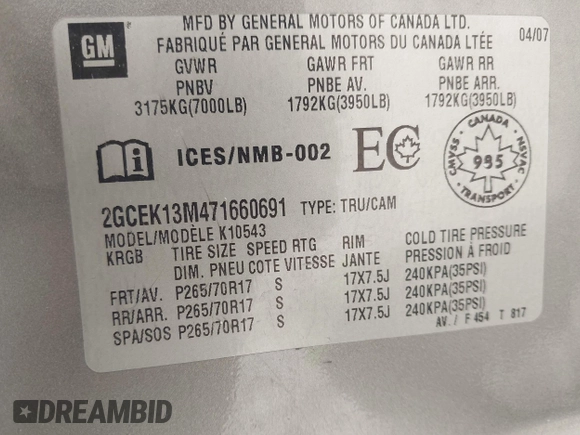 GM
MFD BY GENERAL MOTORS OF CANADA LTD.
FABRIQUÉ PAR GENERAL MOTORS DU CANADA LTÉE
04/07
GVWR GAWR FRT GAWR RR
PNBV PNBE AV. PNBE ARR.
3175KG(7000LB) 1792KG(3950LB) 1792KG(3950LB)
i ICES/NMB-002 EC
CANADA
CMVSS 935 NSVAC
TRANSPORT
2GCEK13M471660691 TYPE: TRU/CAM
MODEL/MODÈLE K10543
KRGB TIRE SIZE SPEED RTG RIM COLD TIRE PRESSURE
DIM. PNEU COTE VITESSE JANTE PRESSION À FROID
FRT/AV. P265/70R17 S 17X7.5J 240KPA(35PSI)
RR/ARR. P265/70R17 S 17X7.5J 240KPA(35PSI)
SPA/SOS P265/70R17 S 17X7.5J 240KPA(35PSI)
AV. / F 454 T 817
DREAMBID